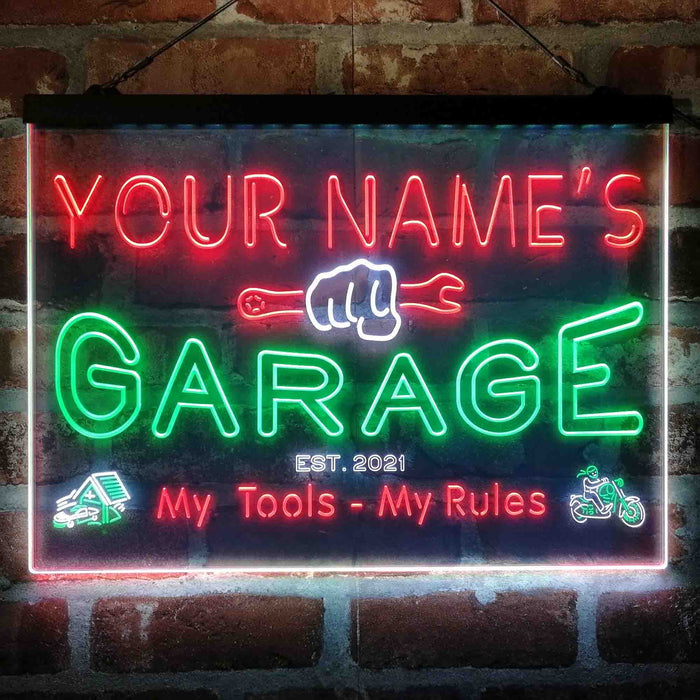 YOUR NAME'S
GARAGE
EST. 2021
My Tools - My Rules